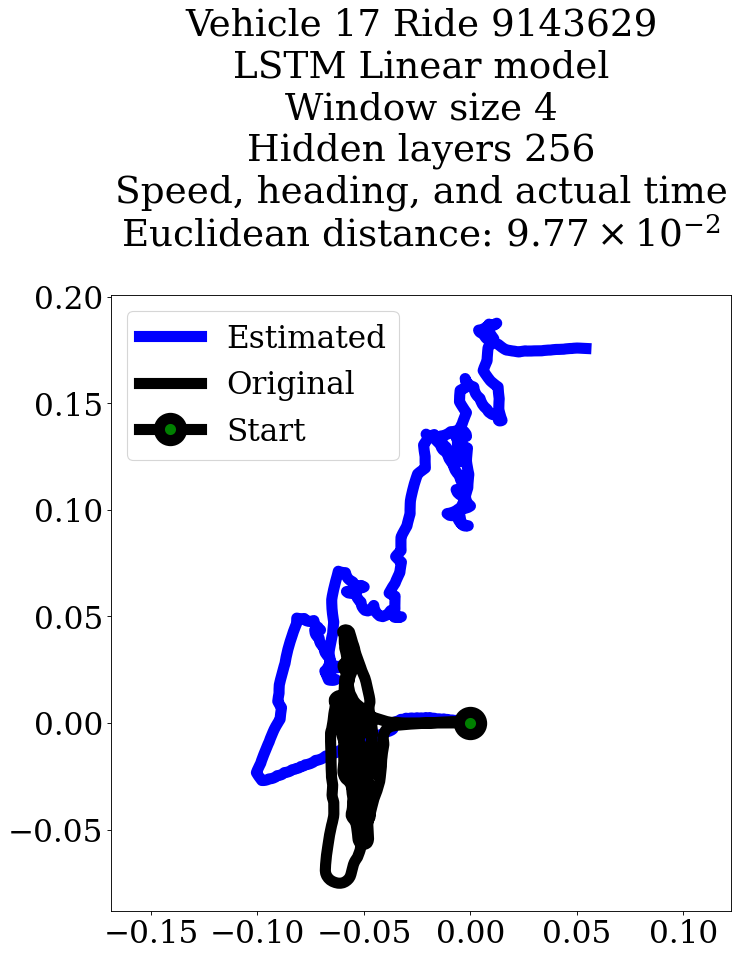 Vehicle 17 Ride 9143629
LSTM Linear model
Window size 4
Hidden layers 256
Speed, heading, and actual time
Euclidean distance: 9.77 × 10⁻²
0.20
0.15
0.10
0.05
0.00
−0.05
Estimated
Original
Start
−0.15 −0.10 −0.05 0.00 0.05 0.10